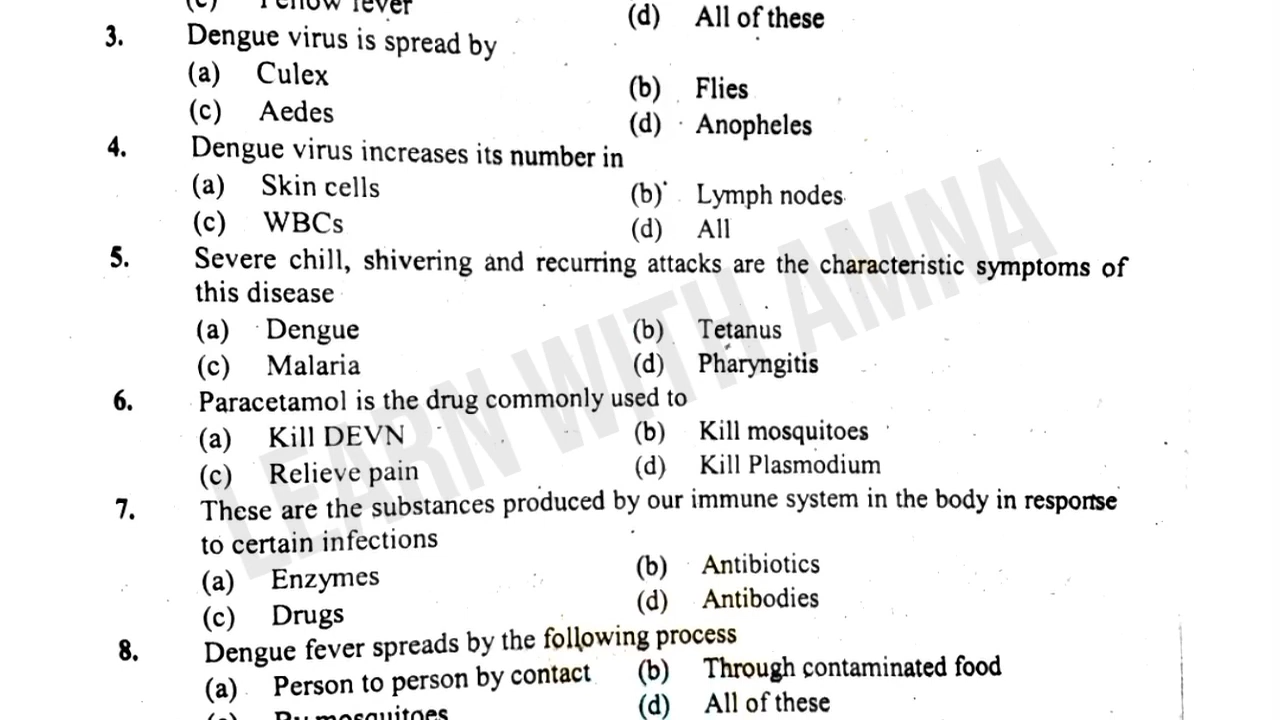 (c) Yellow fever (d) All of these
3. Dengue virus is spread by
(a) Culex (b) Flies
(c) Aedes (d) Anopheles
4. Dengue virus increases its number in
(a) Skin cells (b) Lymph nodes
(c) WBCs (d) All
5. Severe chill, shivering and recurring attacks are the characteristic symptoms of
this disease
(a) Dengue (b) Tetanus
(c) Malaria (d) Pharyngitis
6. Paracetamol is the drug commonly used to
(a) Kill DEVN (b) Kill mosquitoes
(c) Relieve pain (d) Kill Plasmodium
7. These are the substances produced by our immune system in the body in response
to certain infections
(a) Enzymes (b) Antibiotics
(c) Drugs (d) Antibodies
8. Dengue fever spreads by the following process
(a) Person to person by contact (b) Through contaminated food
(c) By mosquitoes (d) All of these
LEARN WITH AMNA